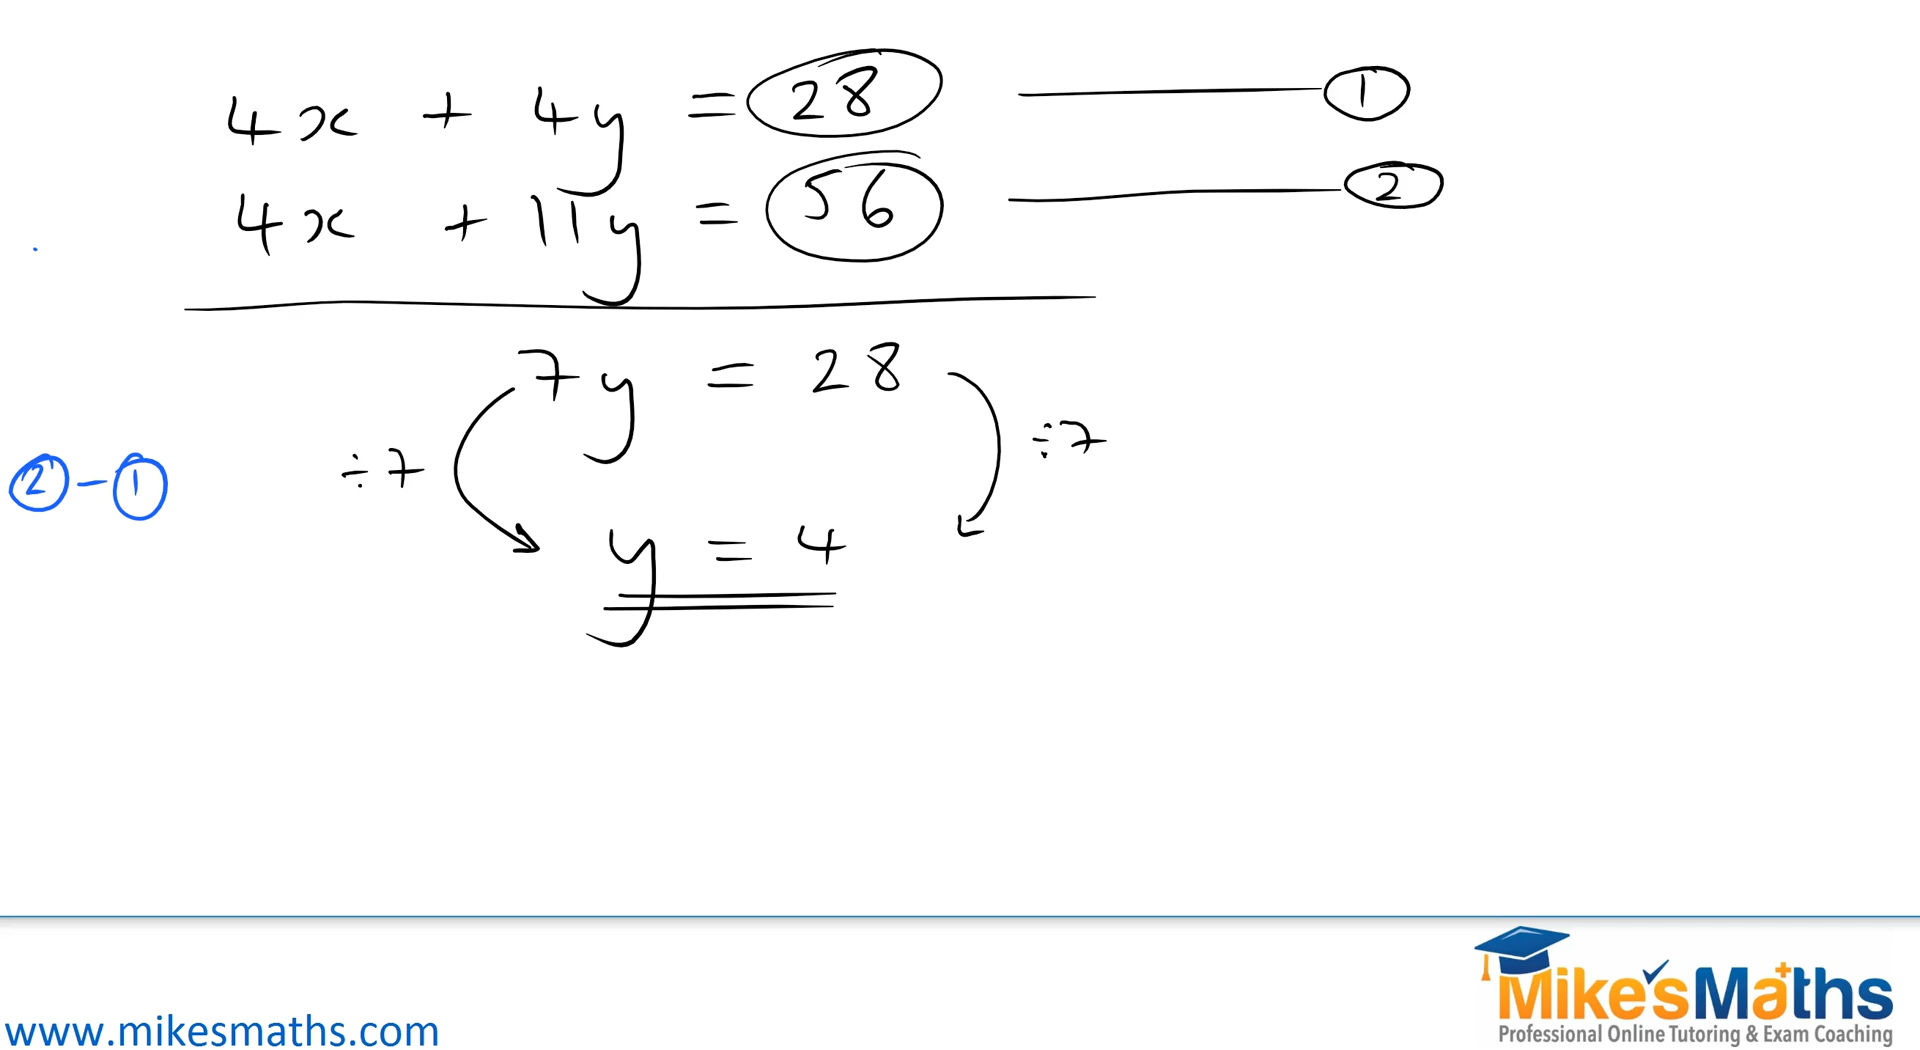 4x + 4y = 28 ① 
4x + 11y = 56 ②
7y = 28
÷7 ÷7
② - ①
y = 4
www.mikesmaths.com
Mike'sMaths
Professional Online Tutoring & Exam Coaching